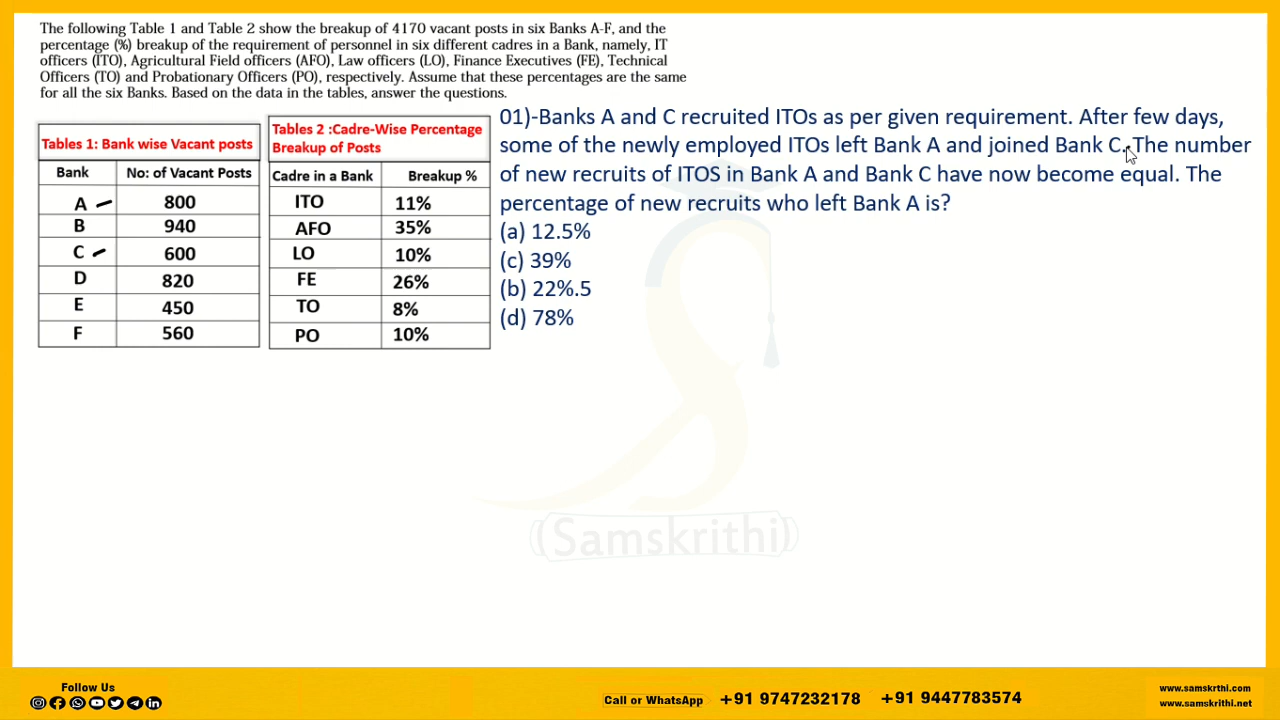 The following Table 1 and Table 2 show the breakup of 4170 vacant posts in six Banks A-F, and the
percentage (%) breakup of the requirement of personnel in six different cadres in a Bank, namely, IT
officers (ITO), Agricultural Field officers (AFO), Law officers (LO), Finance Executives (FE), Technical
Officers (TO) and Probationary Officers (PO), respectively. Assume that these percentages are the same
for all the six Banks. Based on the data in the tables, answer the questions.
Tables 1: Bank wise Vacant posts
Bank No: of Vacant Posts
A 800
B 940
C 600
D 820
E 450
F 560
Tables 2 :Cadre-Wise Percentage
Breakup of Posts
Cadre in a Bank Breakup %
ITO 11%
AFO 35%
LO 10%
FE 26%
TO 8%
PO 10%
01)-Banks A and C recruited ITOs as per given requirement. After few days,
some of the newly employed ITOs left Bank A and joined Bank C. The number
of new recruits of ITOS in Bank A and Bank C have now become equal. The
percentage of new recruits who left Bank A is?
(a) 12.5%
(c) 39%
(b) 22%.5
(d) 78%
(Samskrithi)
Follow Us
Call or WhatsApp +91 9747232178 +91 9447783574
www.samskrthi.com
www.samskrithi.net